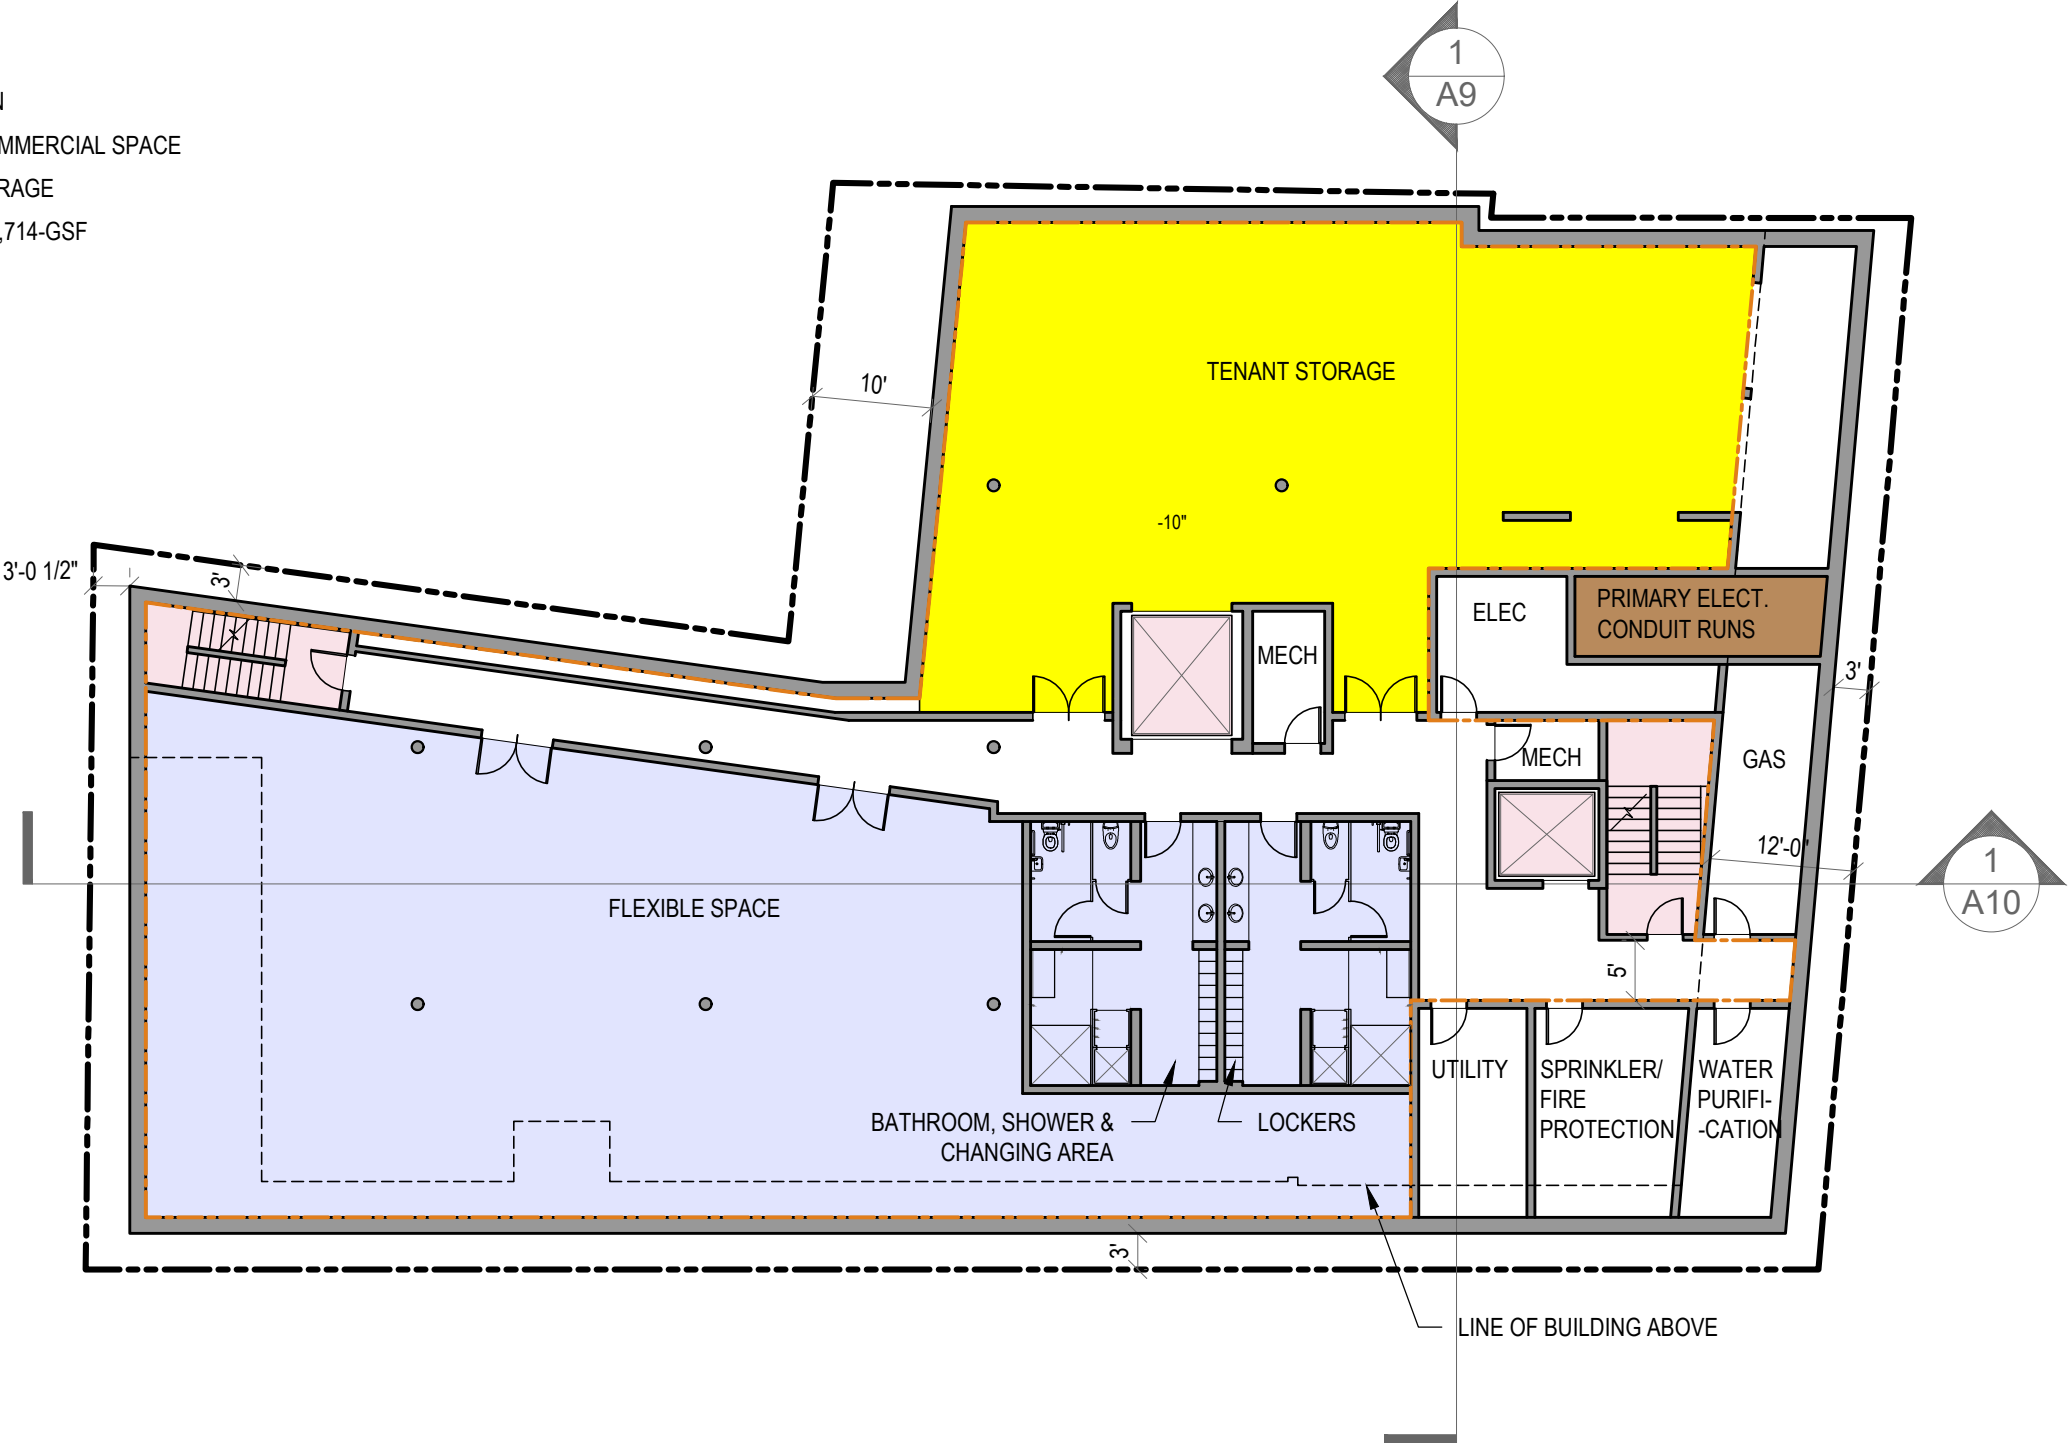 1
A9
N
MMERCIAL SPACE
RAGE
,714-GSF
TENANT STORAGE
10'
-10"
3'-0 1/2"
3'
ELEC
PRIMARY ELECT.
CONDUIT RUNS
MECH
3'
MECH
GAS
12'-0"
1
A10
FLEXIBLE SPACE
5'
UTILITY
SPRINKLER/
FIRE
PROTECTION
WATER
PURIFI-
-CATION
BATHROOM, SHOWER &
CHANGING AREA
LOCKERS
3'
LINE OF BUILDING ABOVE